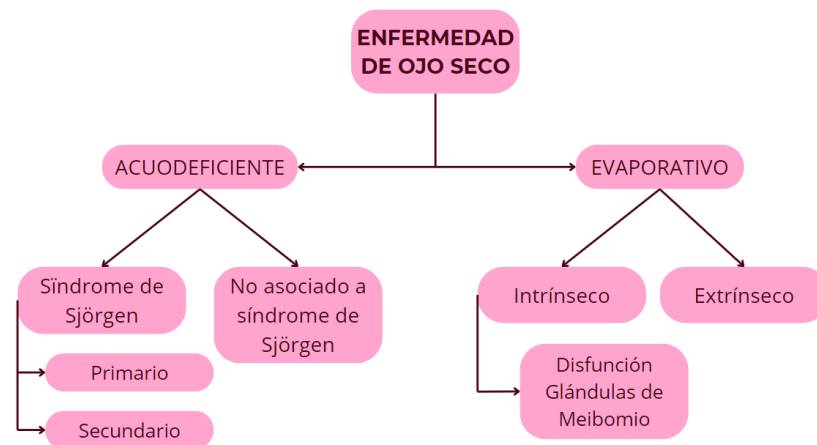 ENFERMEDAD
DE OJO SECO
ACUODEFICIENTE
EVAPORATIVO
Sïndrome de
Sjörgen
No asociado a
síndrome de
Sjörgen
Intrínseco
Extrínseco
Primario
Secundario
Disfunción
Glándulas de
Meibomio